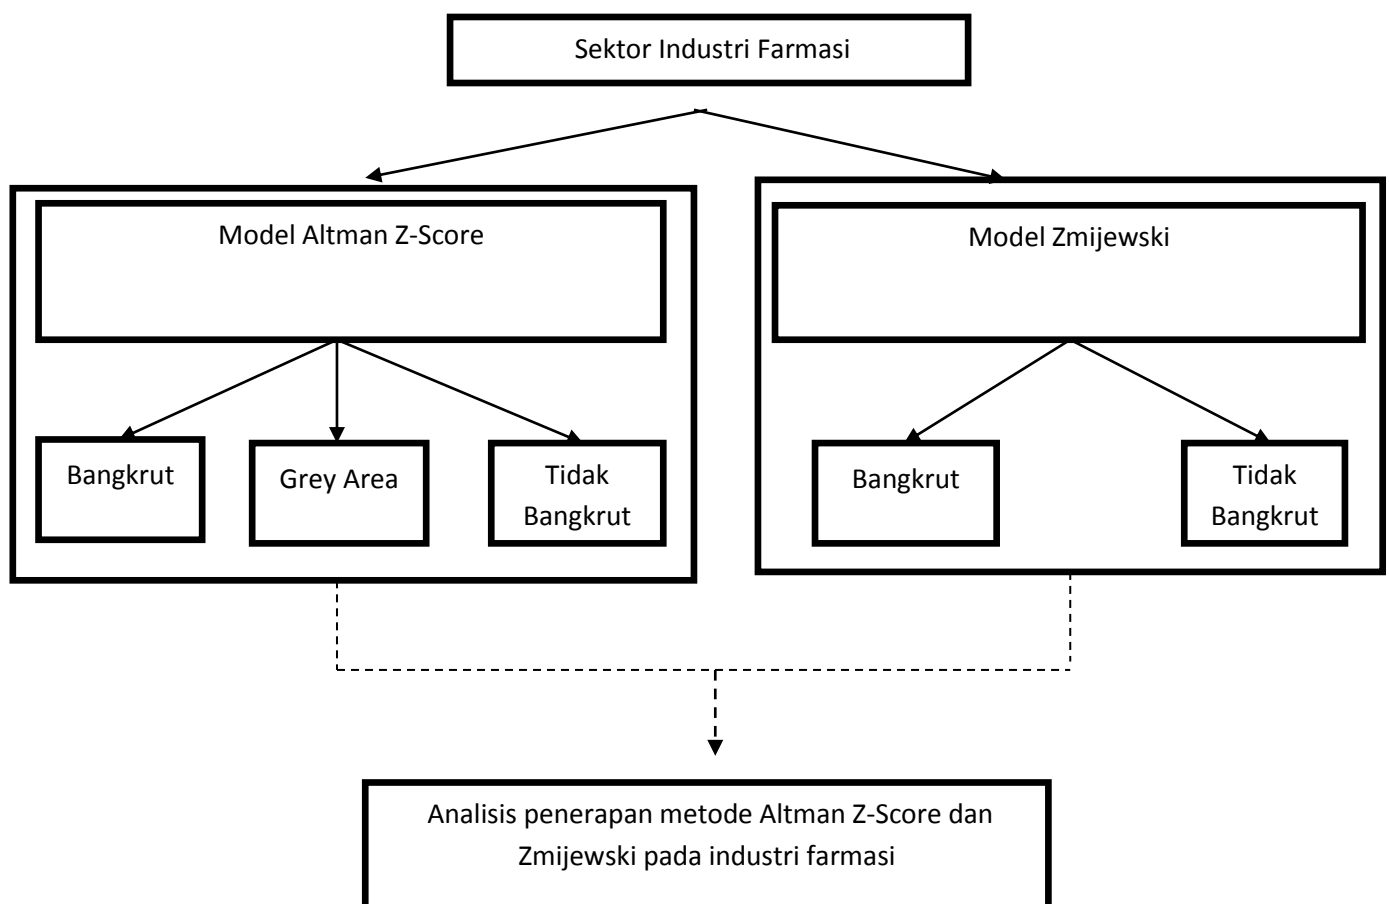 Sektor Industri Farmasi
Model Altman Z-Score
Model Zmijewski
Bangkrut
Grey Area
Tidak
Bangkrut
Bangkrut
Tidak
Bangkrut
Analisis penerapan metode Altman Z-Score dan
Zmijewski pada industri farmasi